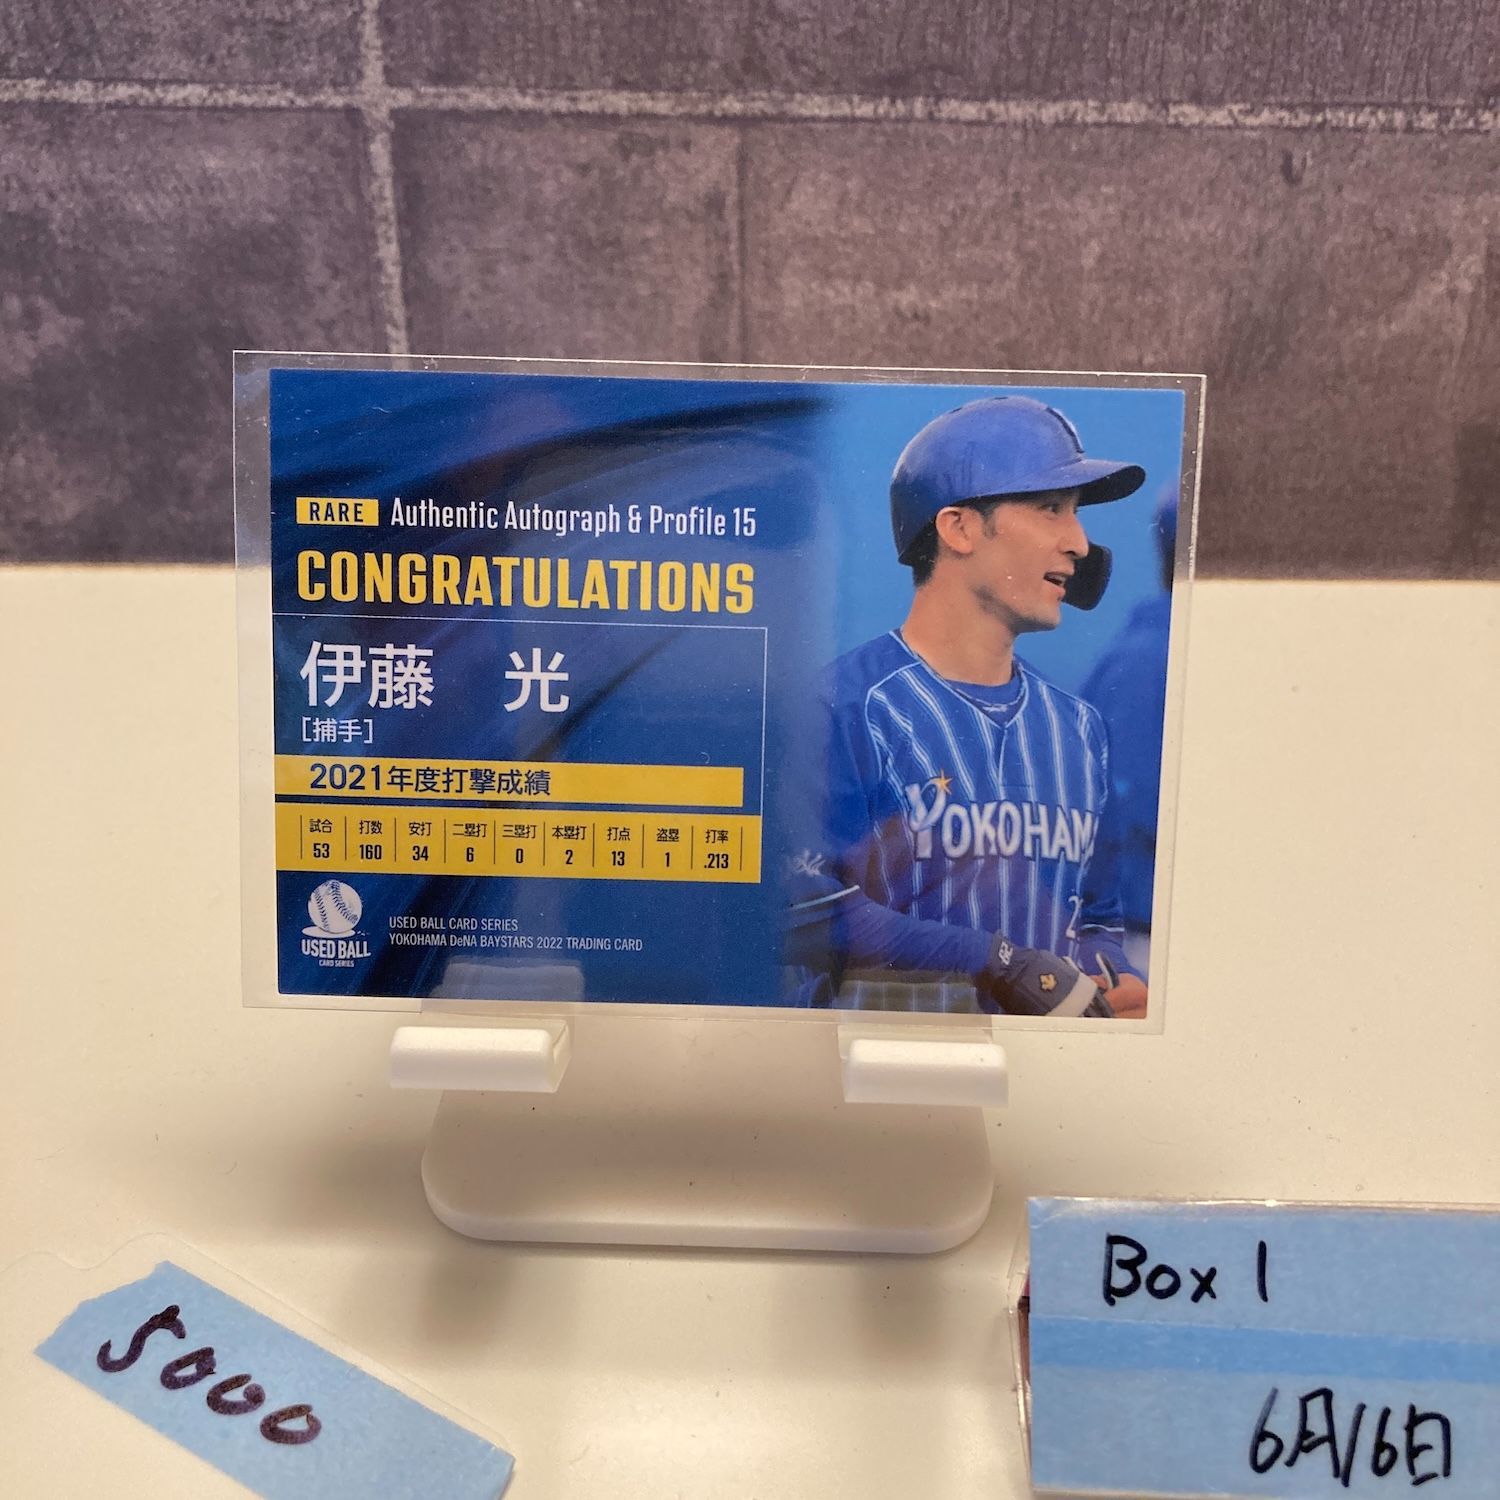 RARE Authentic Autograph & Profile 15
CONGRATULATIONS
伊藤 光
[捕手]
2021年度打撃成績
試合 打数 安打 二塁打 三塁打 本塁打 打点 盗塁 打率
53 160 34 6 0 2 13 1 .213
USED BALL
CARD SERIES
USED BALL CARD SERIES
YOKOHAMA DeNA BAYSTARS 2022 TRADING CARD
YOKOHAMA
5000
Box 1
6月16日